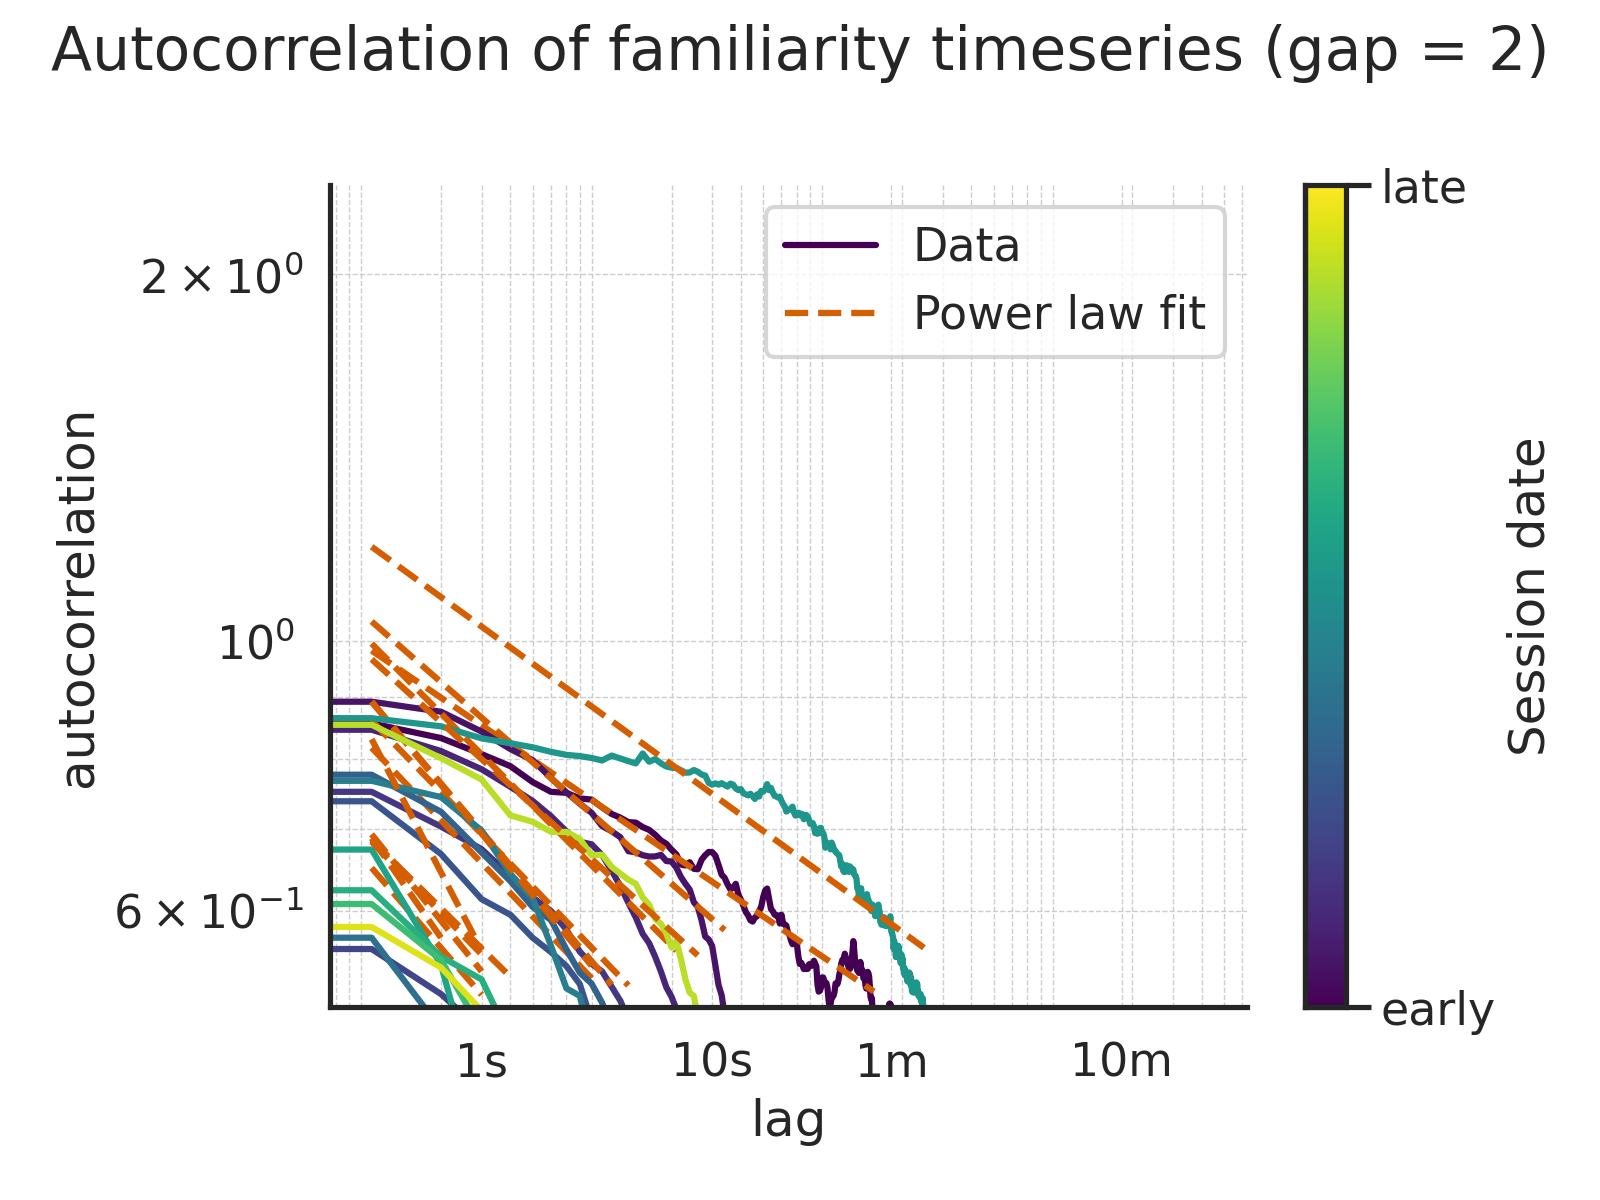 Autocorrelation of familiarity timeseries (gap = 2)
Data
Power law fit
2 × 10⁰
10⁰
6 × 10⁻¹
autocorrelation
1s
10s
1m
10m
lag
late
early
Session date